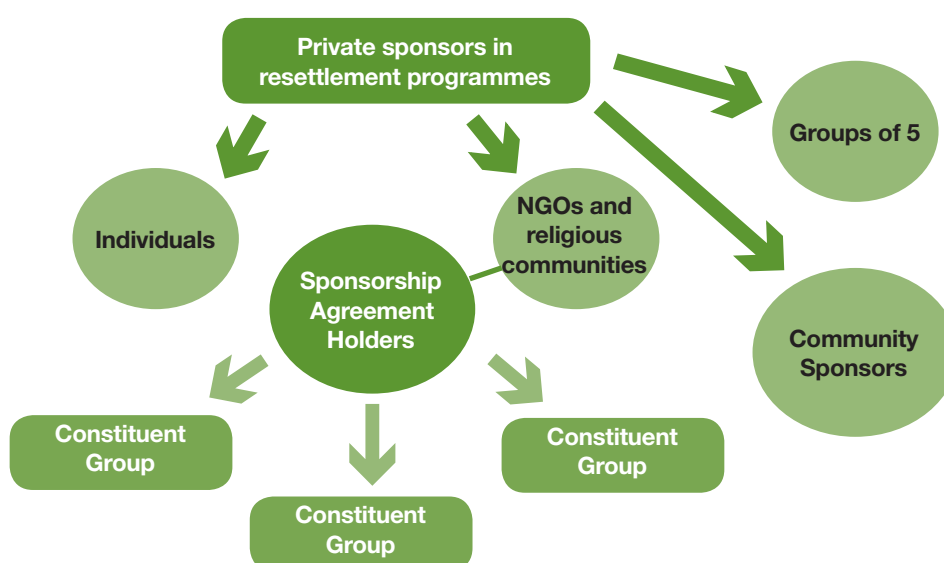 Private sponsors in
resettlement programmes
Groups of 5
Individuals
NGOs and
religious
communities
Sponsorship
Agreement
Holders
Community
Sponsors
Constituent
Group
Constituent
Group
Constituent
Group